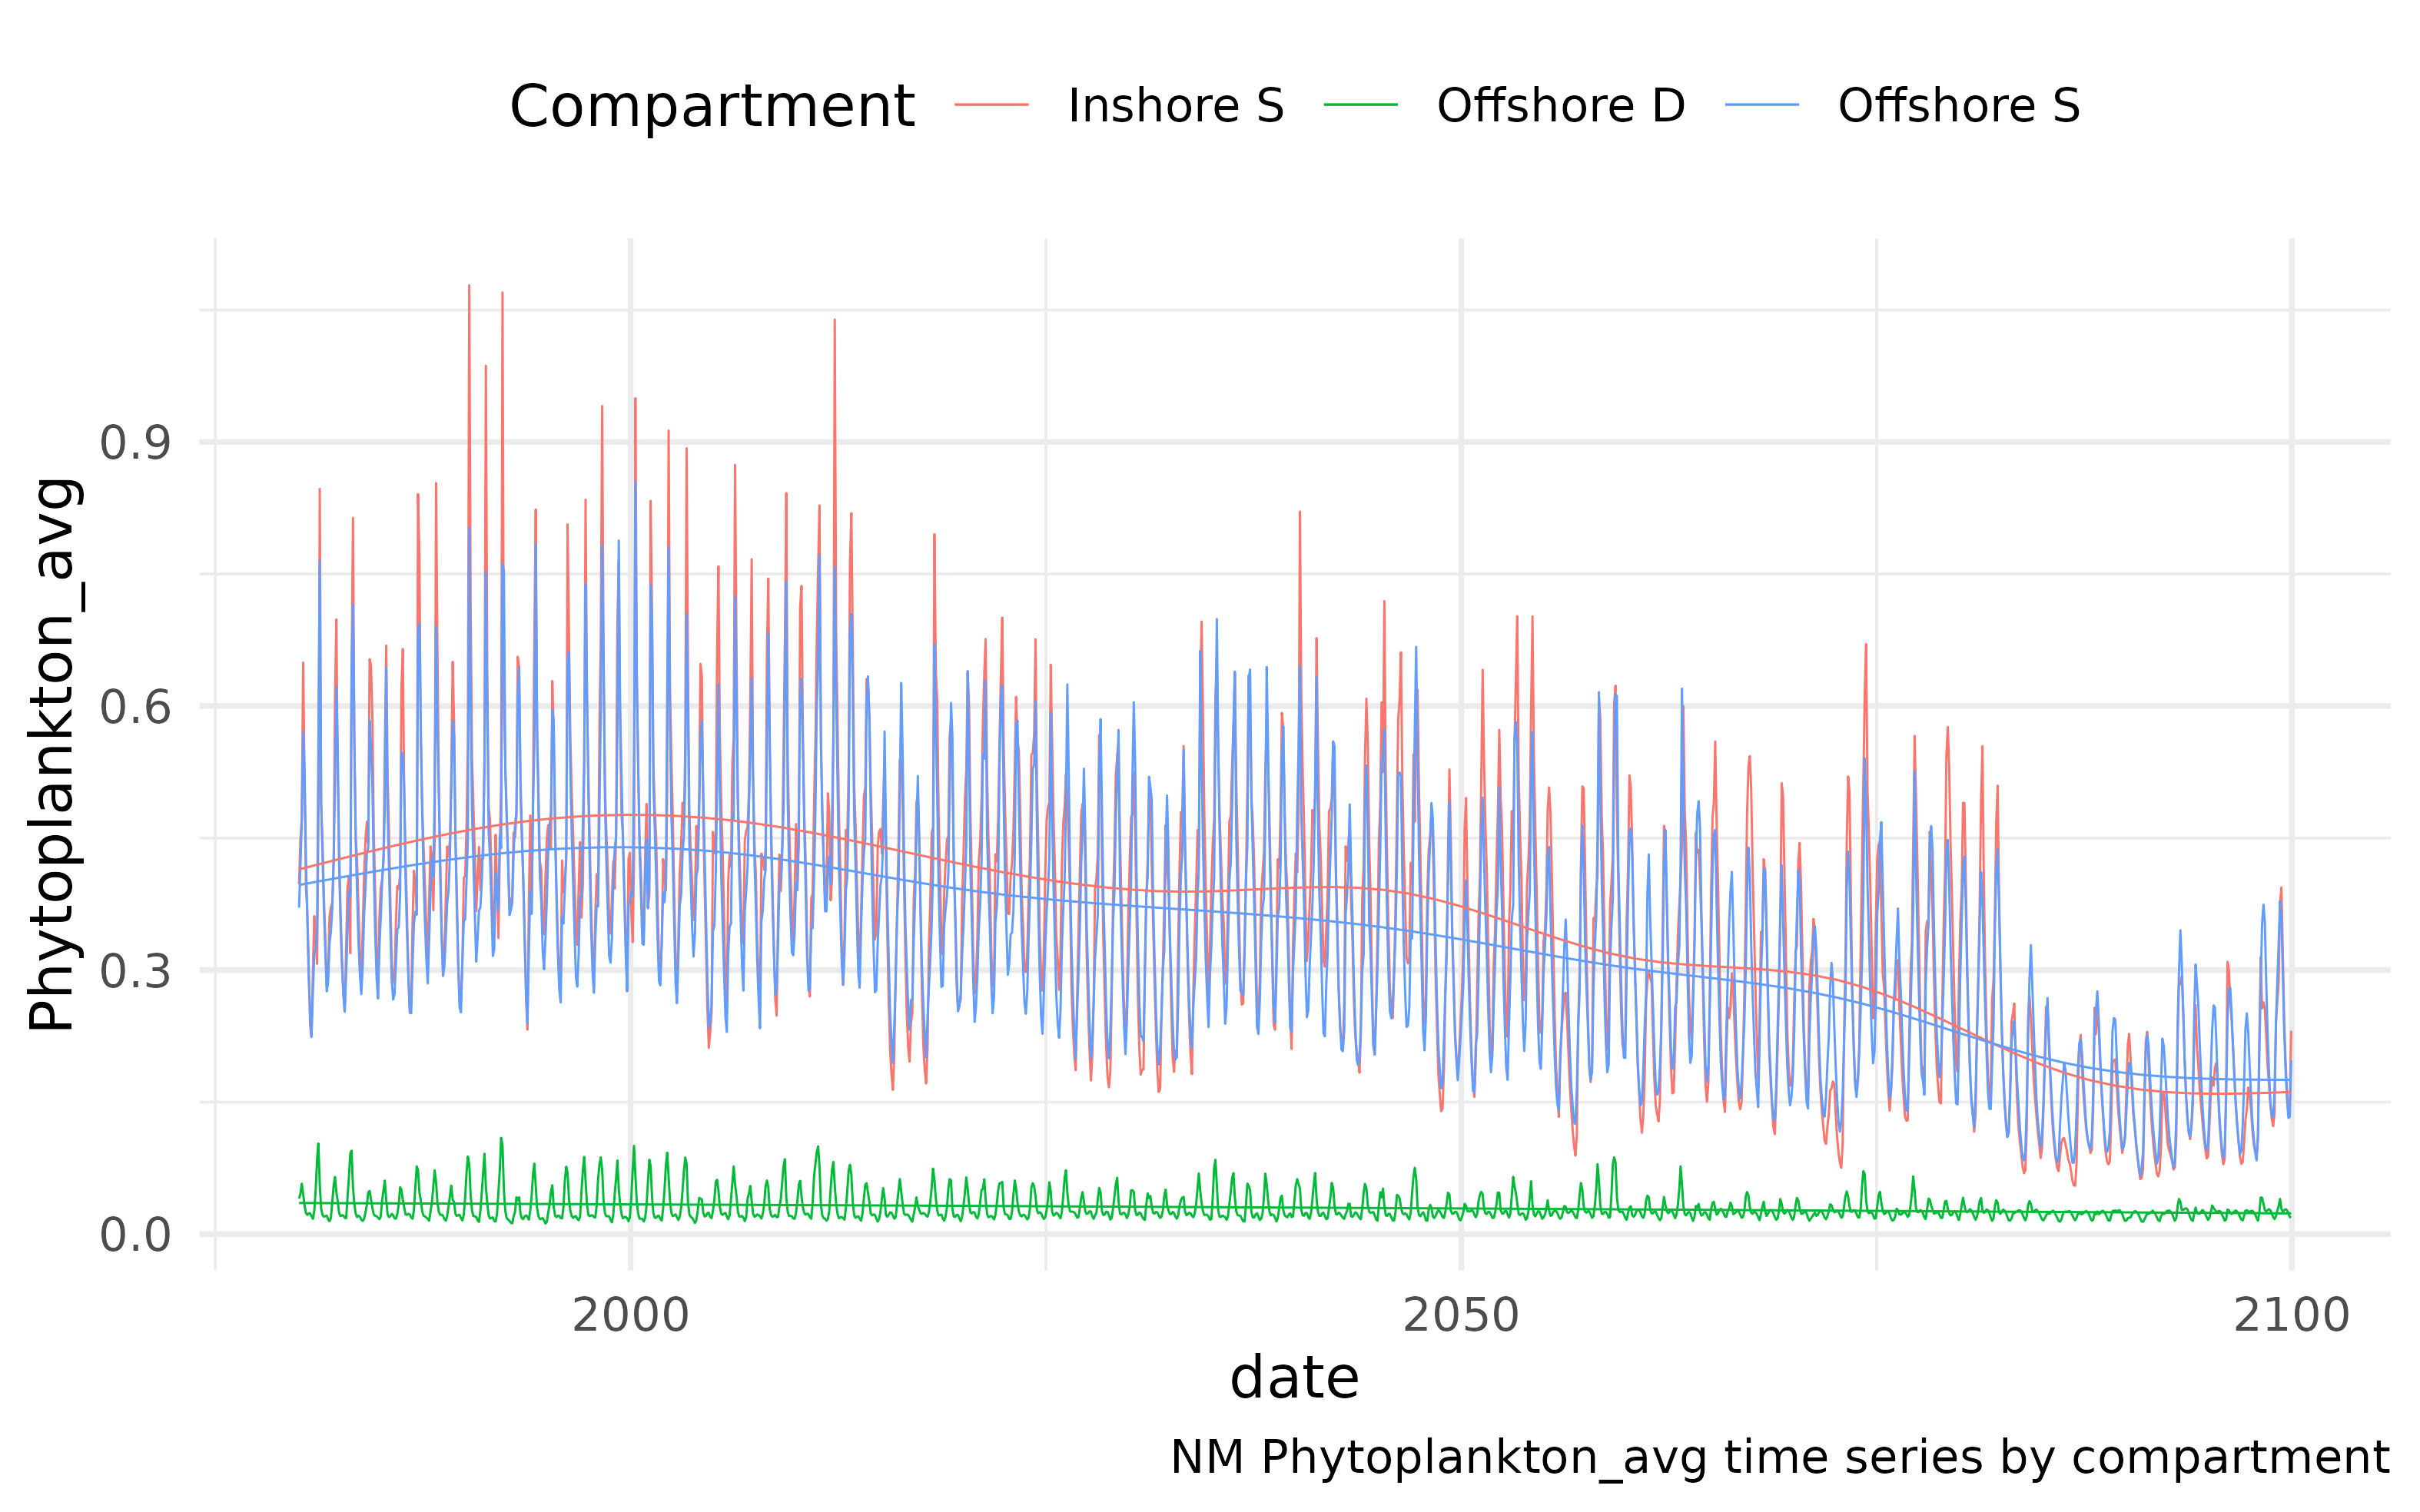 Compartment Inshore S Offshore D Offshore S
Phytoplankton_avg
0.9
0.6
0.3
0.0
2000 2050 2100
date
NM Phytoplankton_avg time series by compartment